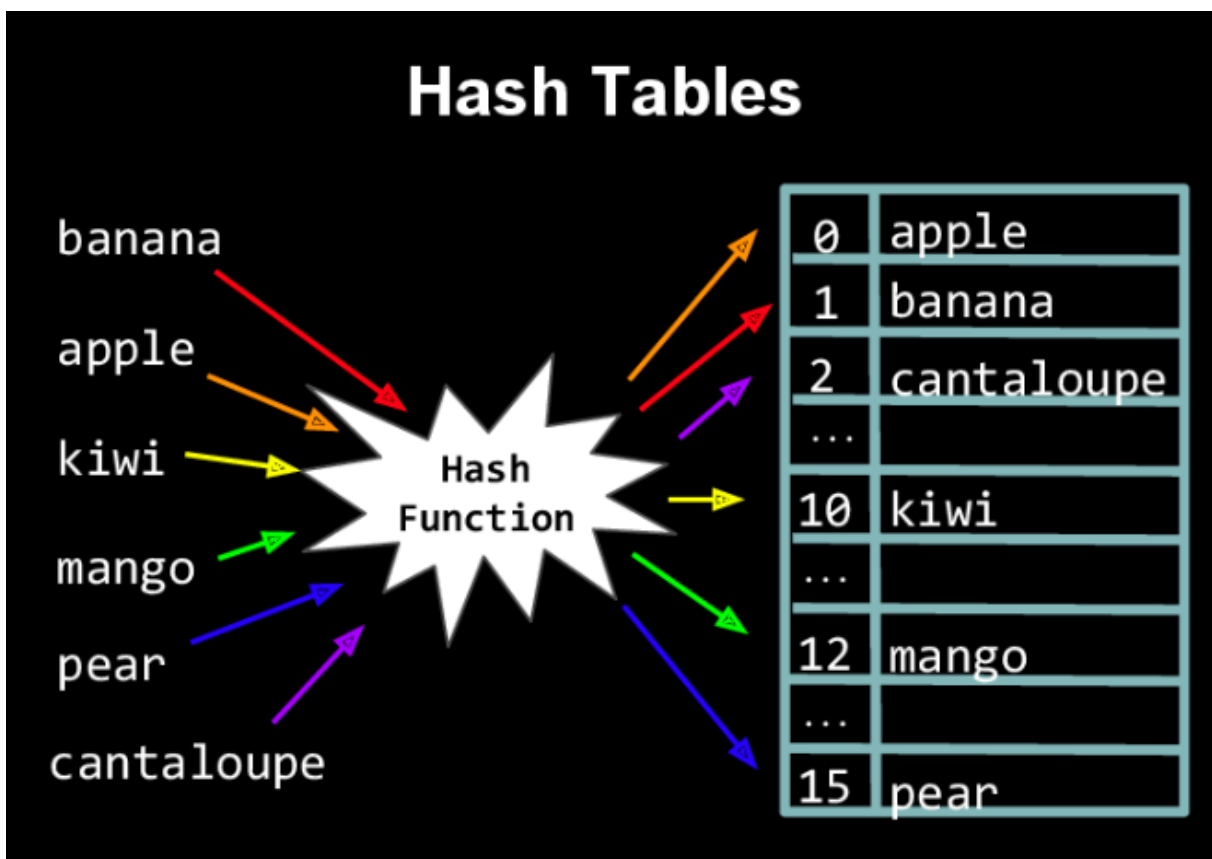 Hash Tables
banana
apple
kiwi
mango
pear
cantaloupe
Hash
Function
0 apple
1 banana
2 cantaloupe
...
10 kiwi
...
12 mango
...
15 pear